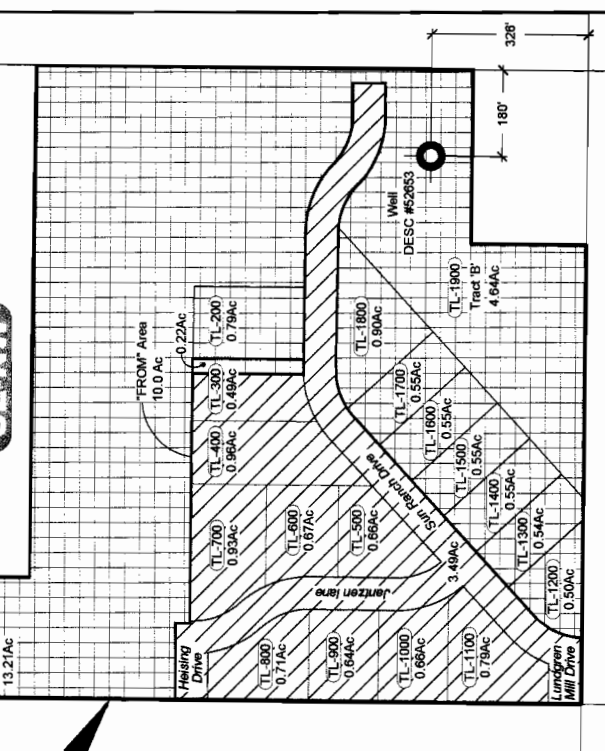 326'
180'
Well
DESC #52653
"FROM" Area
10.0 Ac
0.22Ac
TL-200
0.79Ac
TL-300
0.49Ac
TL-400
0.96Ac
TL-1900
Tract 'B'
4.64Ac
TL-1800
0.90Ac
TL-1700
0.55Ac
TL-1600
0.55Ac
TL-1500
0.55Ac
TL-1400
0.55Ac
TL-1300
0.54Ac
TL-1200
0.50Ac
TL-700
0.93Ac
TL-600
0.67Ac
TL-500
0.66Ac
Sun Ranch Drive
3.49Ac
Jantzen lane
13.21Ac
Heising
Drive
TL-800
0.71Ac
TL-900
0.64Ac
TL-1000
0.66Ac
TL-1100
0.79Ac
Lundgren
Mill Drive